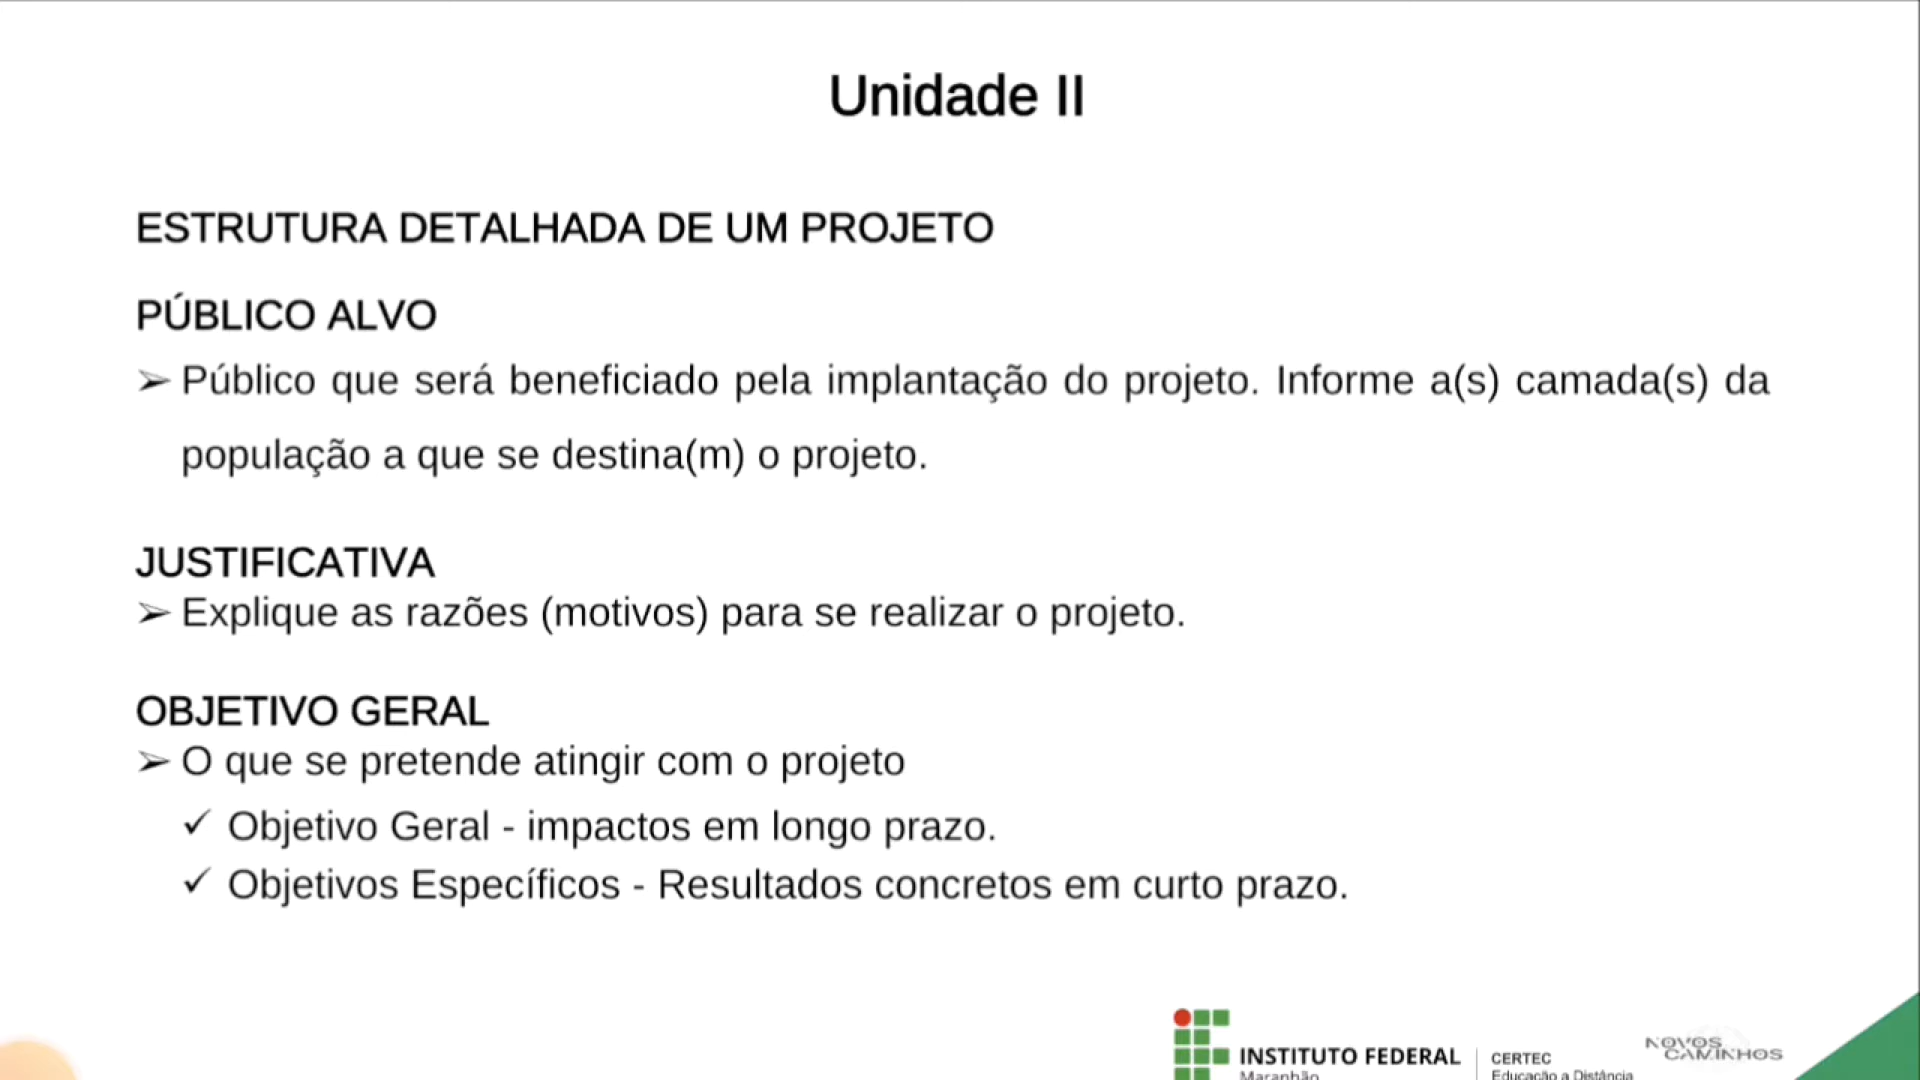 Unidade II
ESTRUTURA DETALHADA DE UM PROJETO
PÚBLICO ALVO
➢ Público que será beneficiado pela implantação do projeto. Informe a(s) camada(s) da
população a que se destina(m) o projeto.
JUSTIFICATIVA
➢ Explique as razões (motivos) para se realizar o projeto.
OBJETIVO GERAL
➢ O que se pretende atingir com o projeto
✓ Objetivo Geral - impactos em longo prazo.
✓ Objetivos Específicos - Resultados concretos em curto prazo.
INSTITUTO FEDERAL
Maranhão
CERTEC
Educação a Distância
NOVOS
CAMINHOS